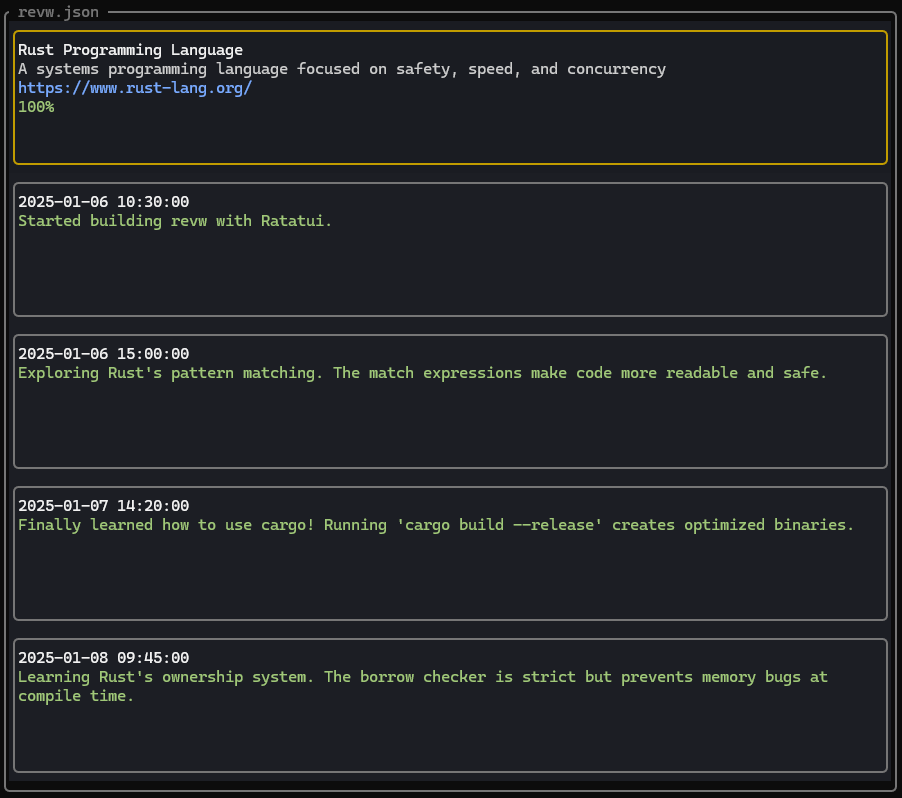 revw.json
Rust Programming Language
A systems programming language focused on safety, speed, and concurrency
https://www.rust-lang.org/
100%
2025-01-06 10:30:00
Started building revw with Ratatui.
2025-01-06 15:00:00
Exploring Rust's pattern matching. The match expressions make code more readable and safe.
2025-01-07 14:20:00
Finally learned how to use cargo! Running 'cargo build --release' creates optimized binaries.
2025-01-08 09:45:00
Learning Rust's ownership system. The borrow checker is strict but prevents memory bugs at
compile time.